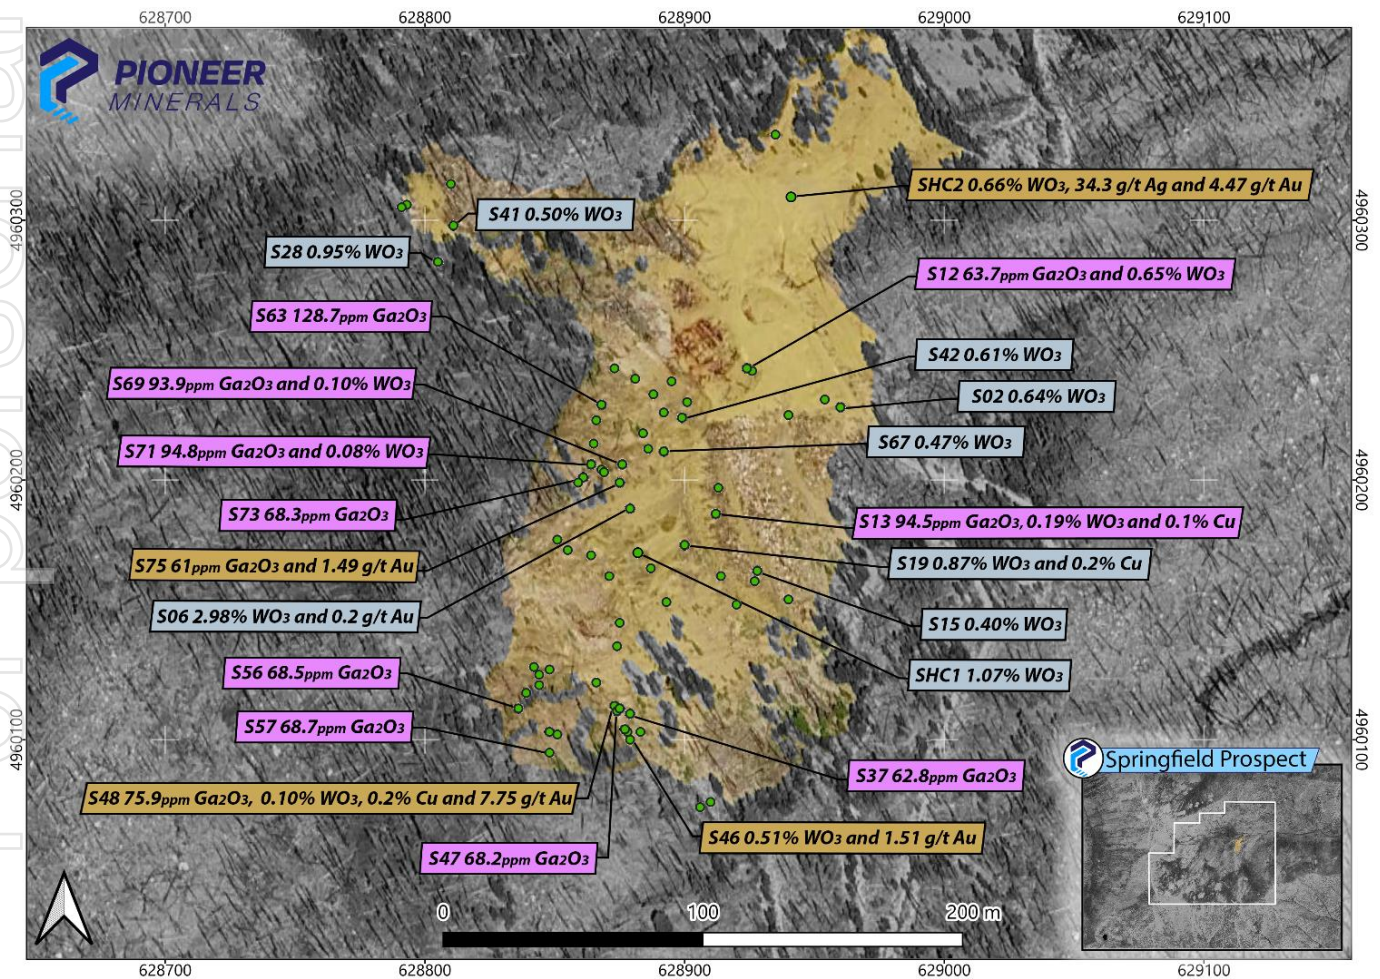 628700 628800 628900 629000 629100
PIONEER
MINERALS
SHC2 0.66% WO₃, 34.3 g/t Ag and 4.47 g/t Au
4960300
4960300
S41 0.50% WO₃
S28 0.95% WO₃
S12 63.7ppm Ga₂O₃ and 0.65% WO₃
S63 128.7ppm Ga₂O₃
S42 0.61% WO₃
S69 93.9ppm Ga₂O₃ and 0.10% WO₃
S02 0.64% WO₃
S67 0.47% WO₃
S71 94.8ppm Ga₂O₃ and 0.08% WO₃
4960200
4960200
S73 68.3ppm Ga₂O₃
S13 94.5ppm Ga₂O₃, 0.19% WO₃ and 0.1% Cu
S75 61ppm Ga₂O₃ and 1.49 g/t Au
S19 0.87% WO₃ and 0.2% Cu
S06 2.98% WO₃ and 0.2 g/t Au
S15 0.40% WO₃
S56 68.5ppm Ga₂O₃
SHC1 1.07% WO₃
S57 68.7ppm Ga₂O₃
4960100
4960100
Springfield Prospect
S37 62.8ppm Ga₂O₃
S48 75.9ppm Ga₂O₃, 0.10% WO₃, 0.2% Cu and 7.75 g/t Au
S46 0.51% WO₃ and 1.51 g/t Au
S47 68.2ppm Ga₂O₃
0 100 200 m
628700 628800 628900 629000 629100